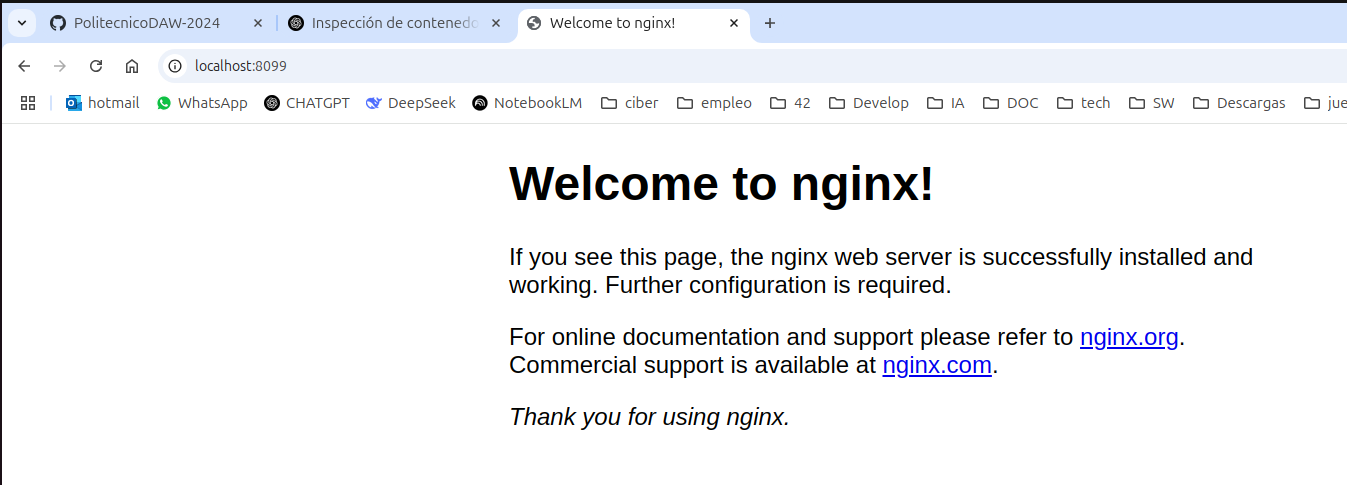 PolitecnicoDAW-2024
Inspección de contenedo
Welcome to nginx!
localhost:8099
hotmail
WhatsApp
CHATGPT
DeepSeek
NotebookLM
ciber
empleo
42
Develop
IA
DOC
tech
SW
Descargas
jue
Welcome to nginx!
If you see this page, the nginx web server is successfully installed and
working. Further configuration is required.
For online documentation and support please refer to nginx.org.
Commercial support is available at nginx.com.
Thank you for using nginx.